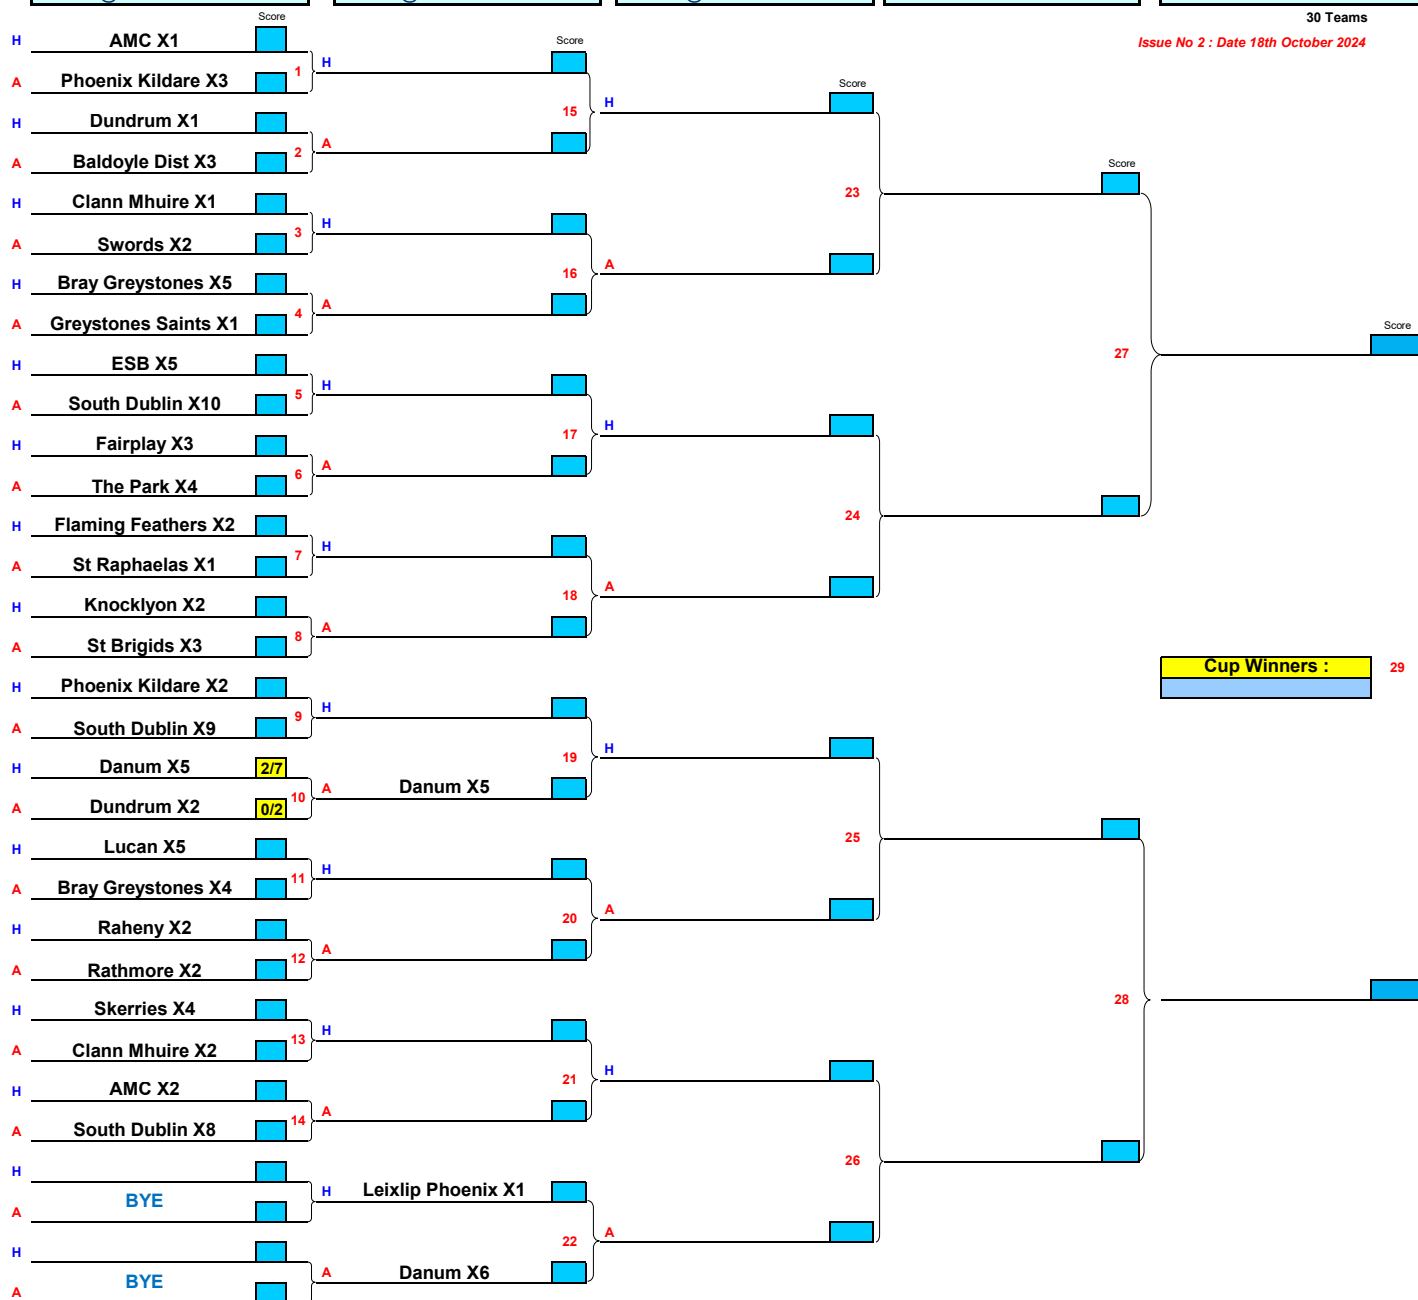 30 Teams
Issue No 2 : Date 18th October 2024
Score
H AMC X1
1
A Phoenix Kildare X3
H Dundrum X1
2
A Baldoyle Dist X3
H Clann Mhuire X1
3
A Swords X2
H Bray Greystones X5
4
A Greystones Saints X1
H ESB X5
5
A South Dublin X10
H Fairplay X3
6
A The Park X4
H Flaming Feathers X2
7
A St Raphaelas X1
H Knocklyon X2
8
A St Brigids X3
H Phoenix Kildare X2
9
A South Dublin X9
H Danum X5 2/7
10
A Dundrum X2 0/2
H Lucan X5
11
A Bray Greystones X4
H Raheny X2
12
A Rathmore X2
H Skerries X4
13
A Clann Mhuire X2
H AMC X2
14
A South Dublin X8
H
BYE
A
H
BYE
A
Score
H
15
A
H
16
A
H
17
A
H
18
A
H
19
A Danum X5
H
20
A
H
21
A
H Leixlip Phoenix X1
22
A Danum X6
Score
H
23
A
H
24
A
H
25
A
H
26
A
Score
27
28
Score
Cup Winners :
29